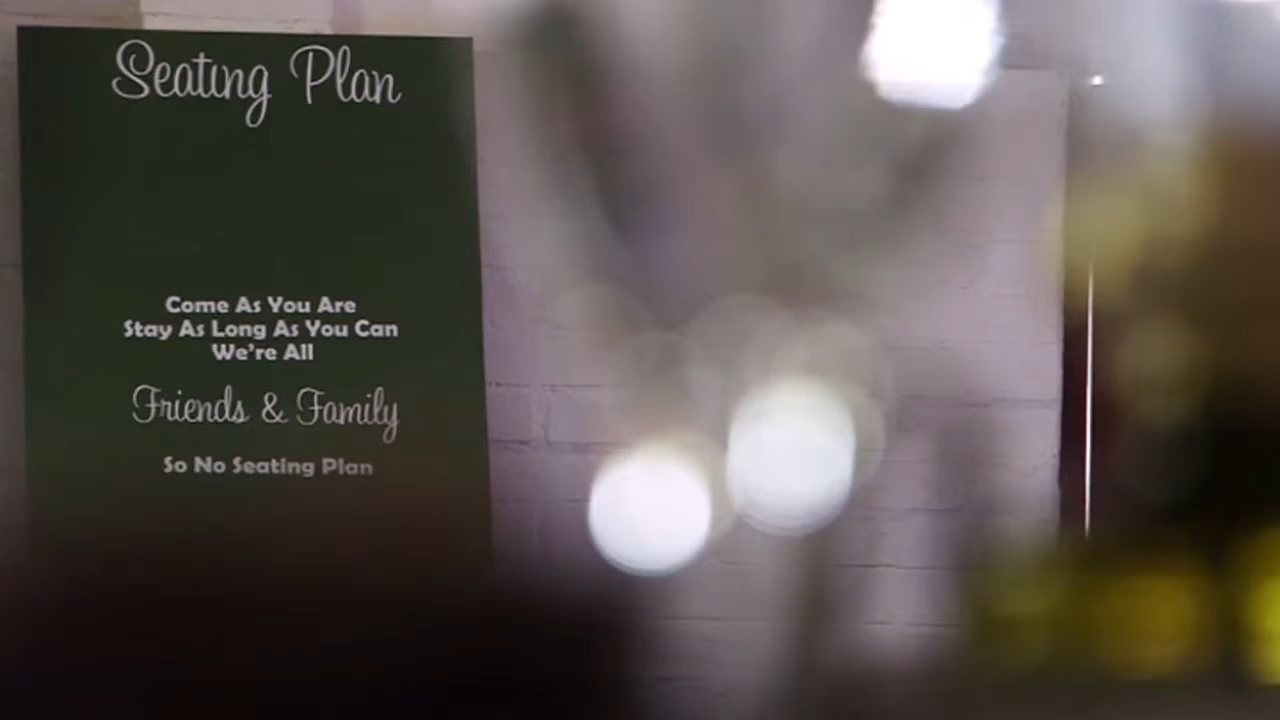 Seating Plan
Come As You Are
Stay As Long As You Can
We're All
Friends & Family
So No Seating Plan